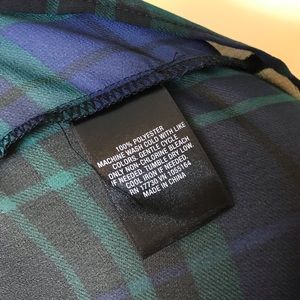 100% POLYESTER
MACHINE WASH COLD WITH LIKE
COLORS. GENTLE CYCLE
ONLY NON-CHLORINE BLEACH
IF NEEDED. TUMBLE DRY LOW.
COOL IRON IF NEEDED
RN 17730 VN
MADE IN CHINA